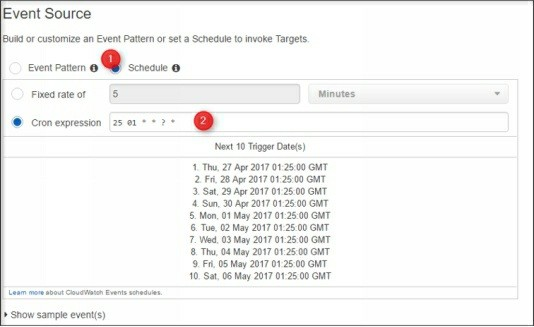 Event Source
Build or customize an Event Pattern or set a Schedule to invoke Targets.
Event Pattern 1 Schedule
Fixed rate of 5 Minutes
Cron expression 25 01 * * ? * 2
Next 10 Trigger Date(s)
1. Thu, 27 Apr 2017 01:25:00 GMT
2. Fri, 28 Apr 2017 01:25:00 GMT
3. Sat, 29 Apr 2017 01:25:00 GMT
4. Sun, 30 Apr 2017 01:25:00 GMT
5. Mon, 01 May 2017 01:25:00 GMT
6. Tue, 02 May 2017 01:25:00 GMT
7. Wed, 03 May 2017 01:25:00 GMT
8. Thu, 04 May 2017 01:25:00 GMT
9. Fri, 05 May 2017 01:25:00 GMT
10. Sat, 06 May 2017 01:25:00 GMT
Learn more about CloudWatch Events schedules.
Show sample event(s)